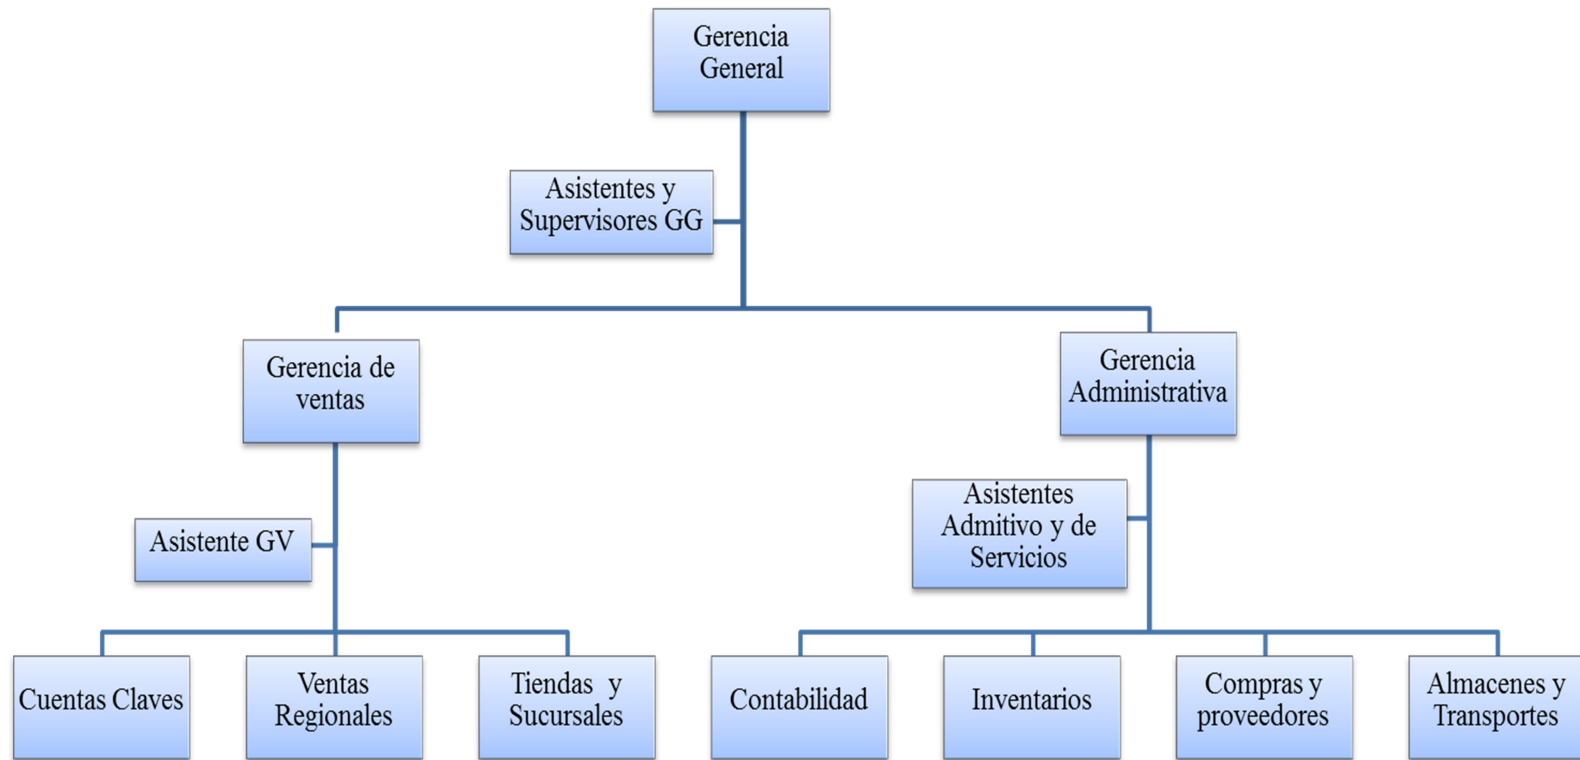 Gerencia
General
Asistentes y
Supervisores GG
Gerencia de
ventas
Gerencia
Administrativa
Asistente GV
Asistentes
Admitivo y de
Servicios
Cuentas Claves
Ventas
Regionales
Tiendas y
Sucursales
Contabilidad
Inventarios
Compras y
proveedores
Almacenes y
Transportes